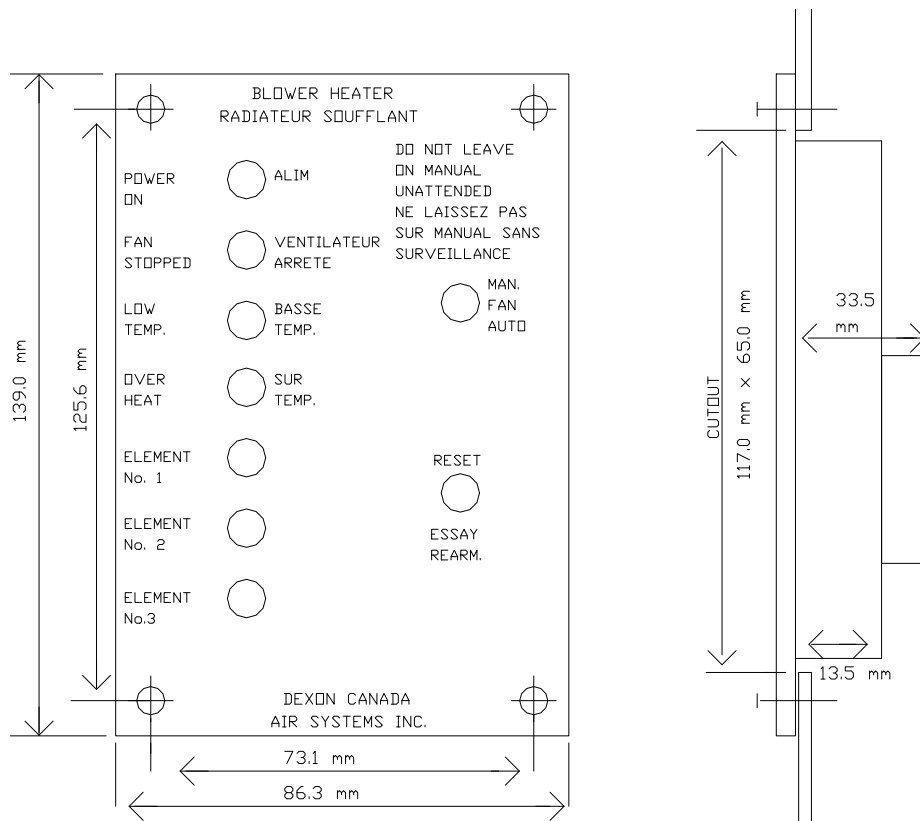 BLOWER HEATER
RADIATEUR SOUFFLANT
DO NOT LEAVE
ON MANUAL
UNATTENDED
NE LAISSEZ PAS
SUR MANUAL SANS
SURVEILLANCE
POWER
ON
ALIM
FAN
STOPPED
VENTILATEUR
ARRETE
LOW
TEMP.
BASSE
TEMP.
OVER
HEAT
SUR
TEMP.
ELEMENT
No. 1
ELEMENT
No. 2
ELEMENT
No.3
MAN.
FAN
AUTO
RESET
ESSAY
REARM.
DEXON CANADA
AIR SYSTEMS INC.
139.0 mm
125.6 mm
73.1 mm
86.3 mm
CUTOUT
117.0 mm x 65.0 mm
33.5
mm
13.5 mm